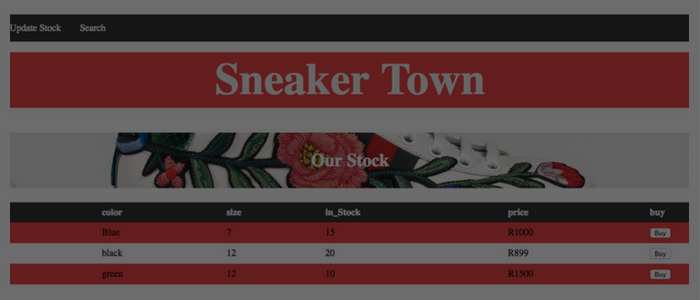 Update Stock Search
Sneaker Town
Our Stock
color size in_Stock price buy
Blue 7 15 R1000 Buy
black 12 20 R899 Buy
green 12 10 R1500 Buy